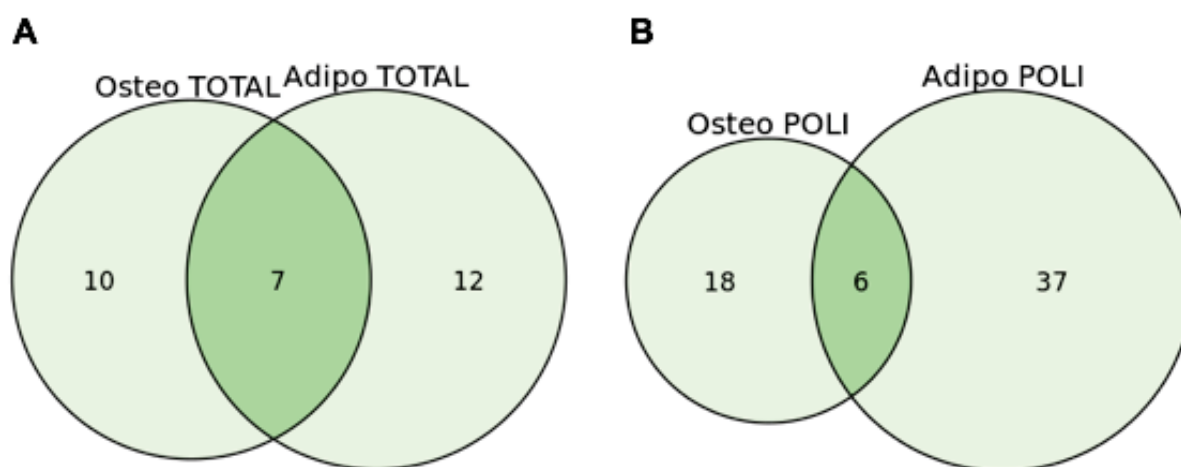 A
Osteo TOTAL Adipo TOTAL
10 7 12
B
Adipo POLI
Osteo POLI
18 6 37